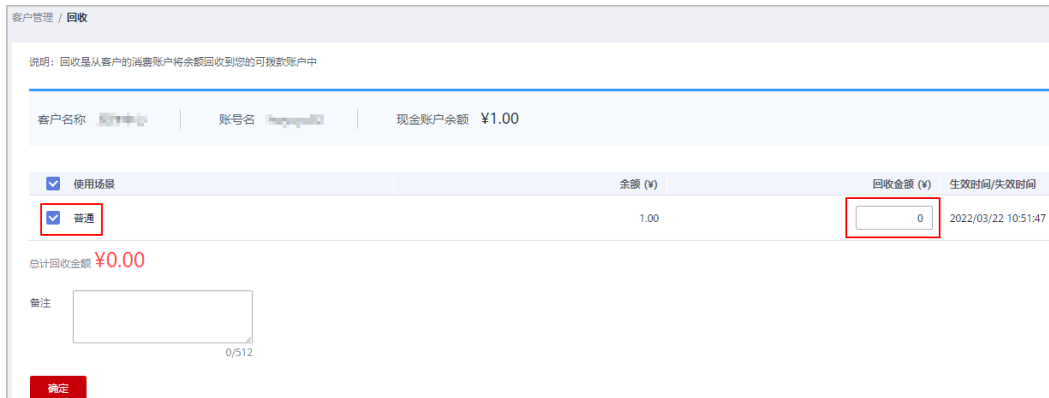 客户管理 / 回收
说明：回收是从客户的消费账户将余额回收到您的可拨款账户中
客户名称 账号名 现金账户余额 ¥1.00
使用场景 余额 (¥) 回收金额 (¥) 生效时间/失效时间
普通 1.00 0 2022/03/22 10:51:47
总计回收金额 ¥0.00
备注
0/512
确定